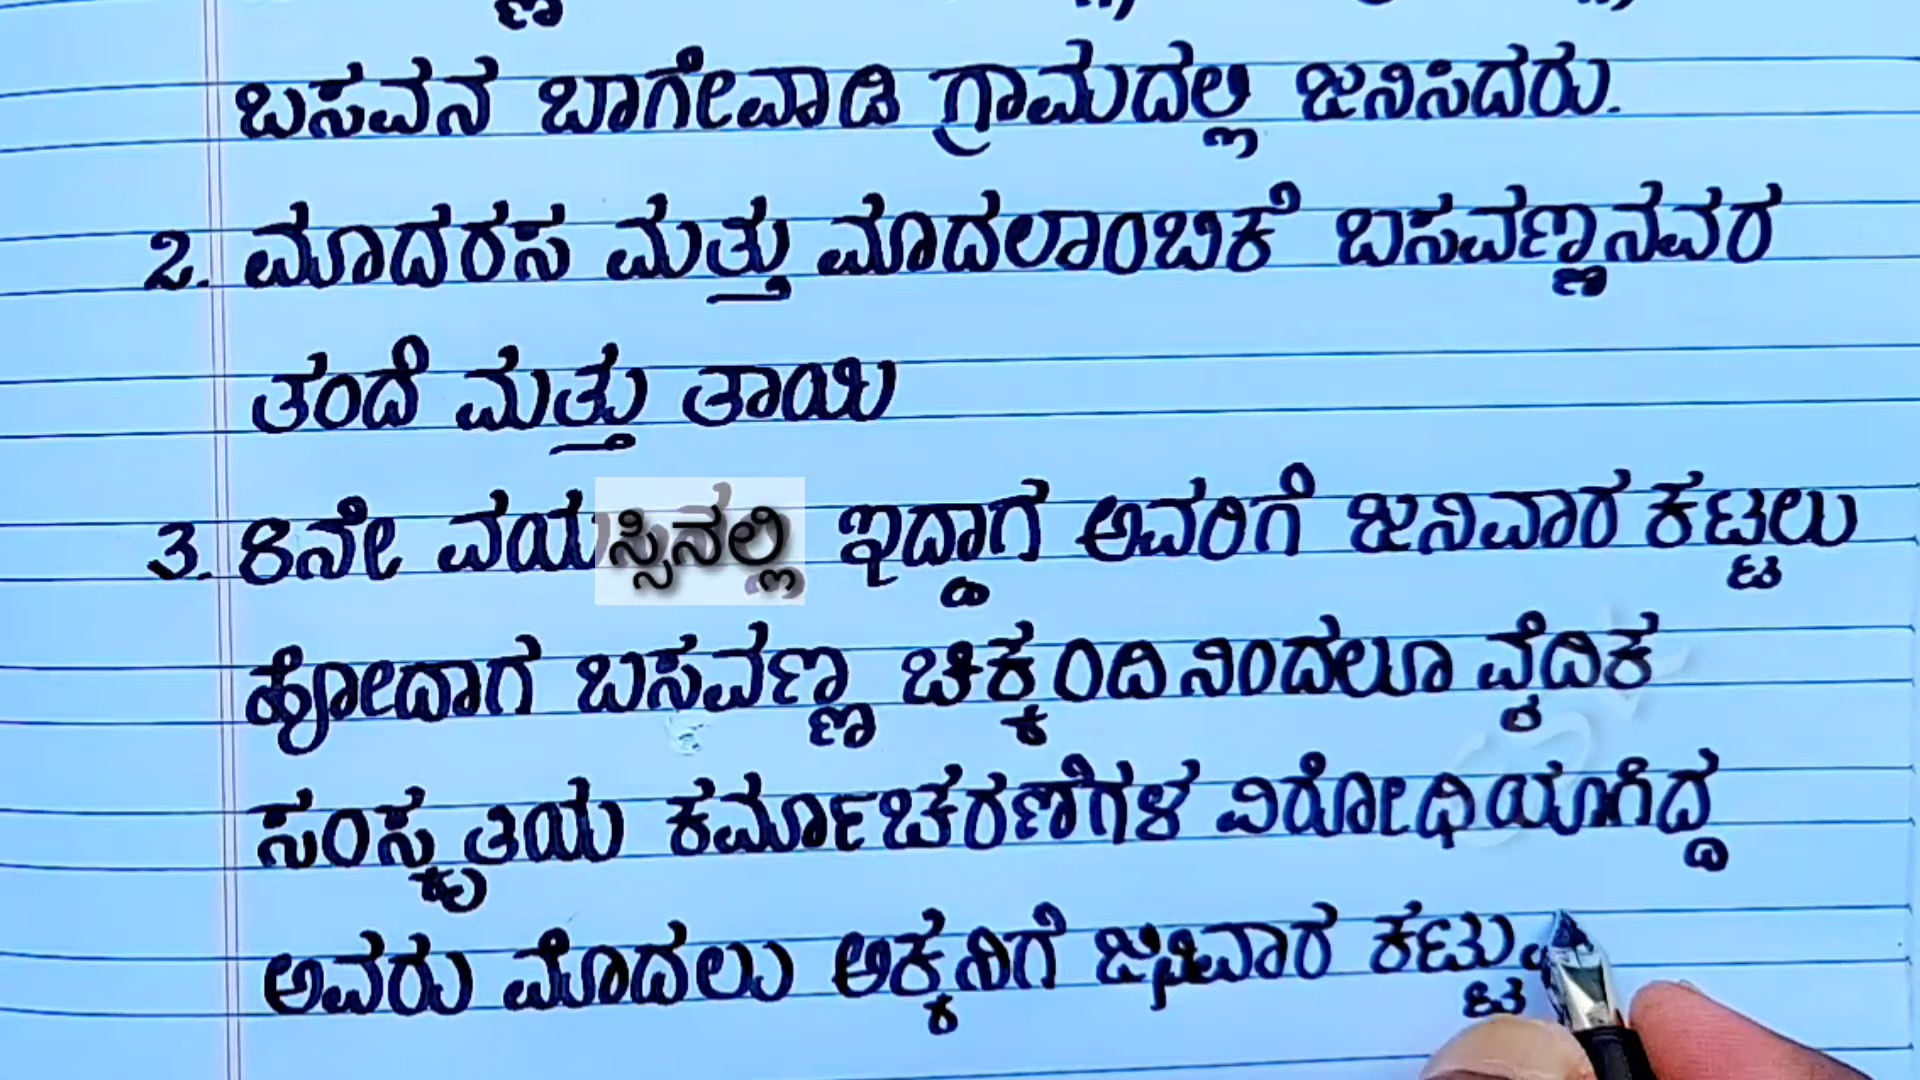 ಬಸವನ ಬಾಗೇವಾಡಿ ಗ್ರಾಮದಲ್ಲಿ ಜನಿಸಿದರು.
2. ಮಾದರಸ ಮತ್ತು ಮಾದಲಾಂಬಿಕೆ ಬಸವಣ್ಣನವರ
ತಂದೆ ಮತ್ತು ತಾಯಿ
3. 8ನೇ ವಯಸ್ಸಿನಲ್ಲಿ ಇದ್ದಾಗ ಅವರಿಗೆ ಜನಿವಾರ ಕಟ್ಟಲು
ಹೋದಾಗ ಬಸವಣ್ಣ ಚಿಕ್ಕಂದಿನಿಂದಲೂ ವೈದಿಕ
ಸಂಸ್ಕೃತಿಯ ಕರ್ಮಾಚರಣೆಗಳ ವಿರೋಧಿಯಾಗಿದ್ದ
ಅವರು ಮೊದಲು ಅಕ್ಕನಿಗೆ ಜನಿವಾರ